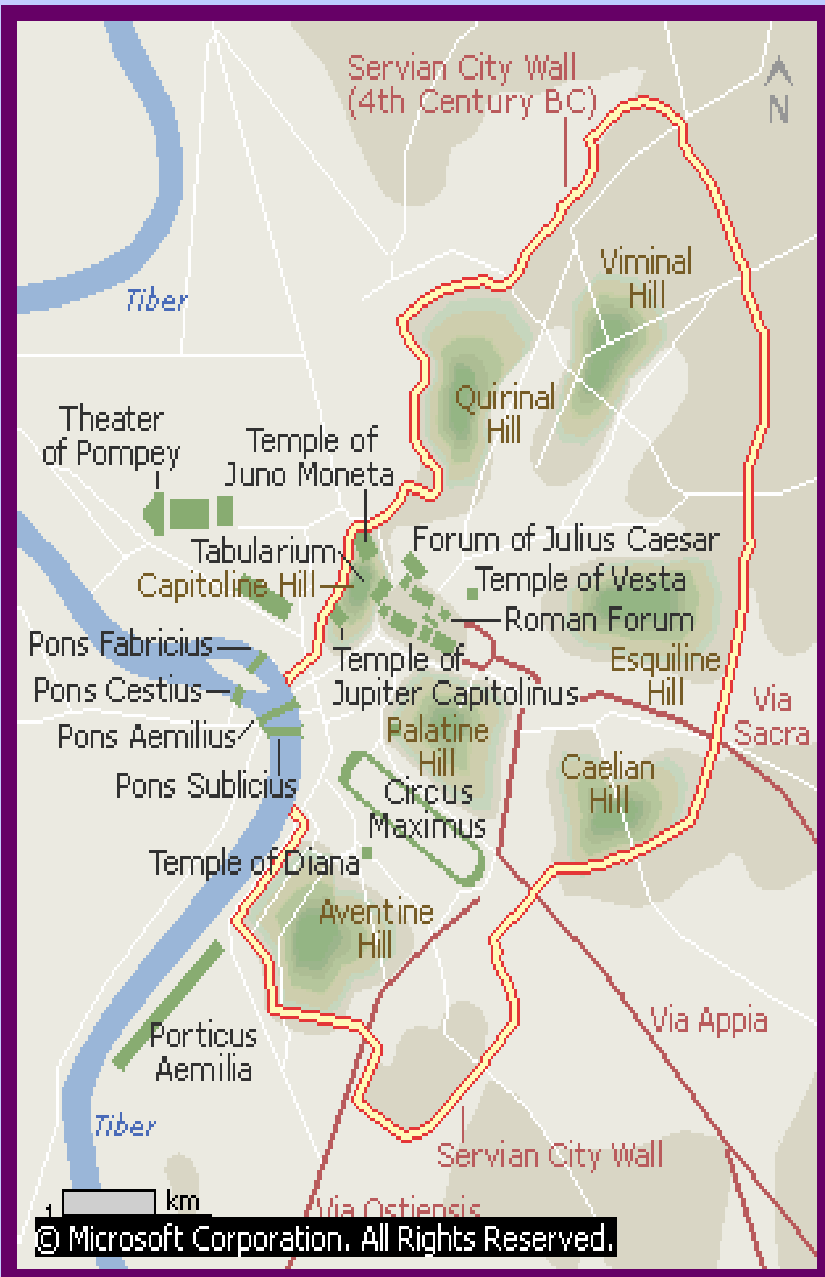 Servian City Wall
(4th Century BC)
N
Viminal
Hill
Tiber
Quirinal
Hill
Theater
of Pompey
Temple of
Juno Moneta
Forum of Julius Caesar
Tabularium
Capitoline Hill
Temple of Vesta
Roman Forum
Pons Fabricius
Temple of
Jupiter Capitolinus
Esquiline
Hill
Pons Cestius
Via
Sacra
Pons Aemilius
Palatine
Hill
Pons Sublicius
Caelian
Hill
Circus
Maximus
Temple of Diana
Aventine
Hill
Via Appia
Porticus
Aemilia
Tiber
Servian City Wall
1 km
Via Ostiensis
© Microsoft Corporation. All Rights Reserved.